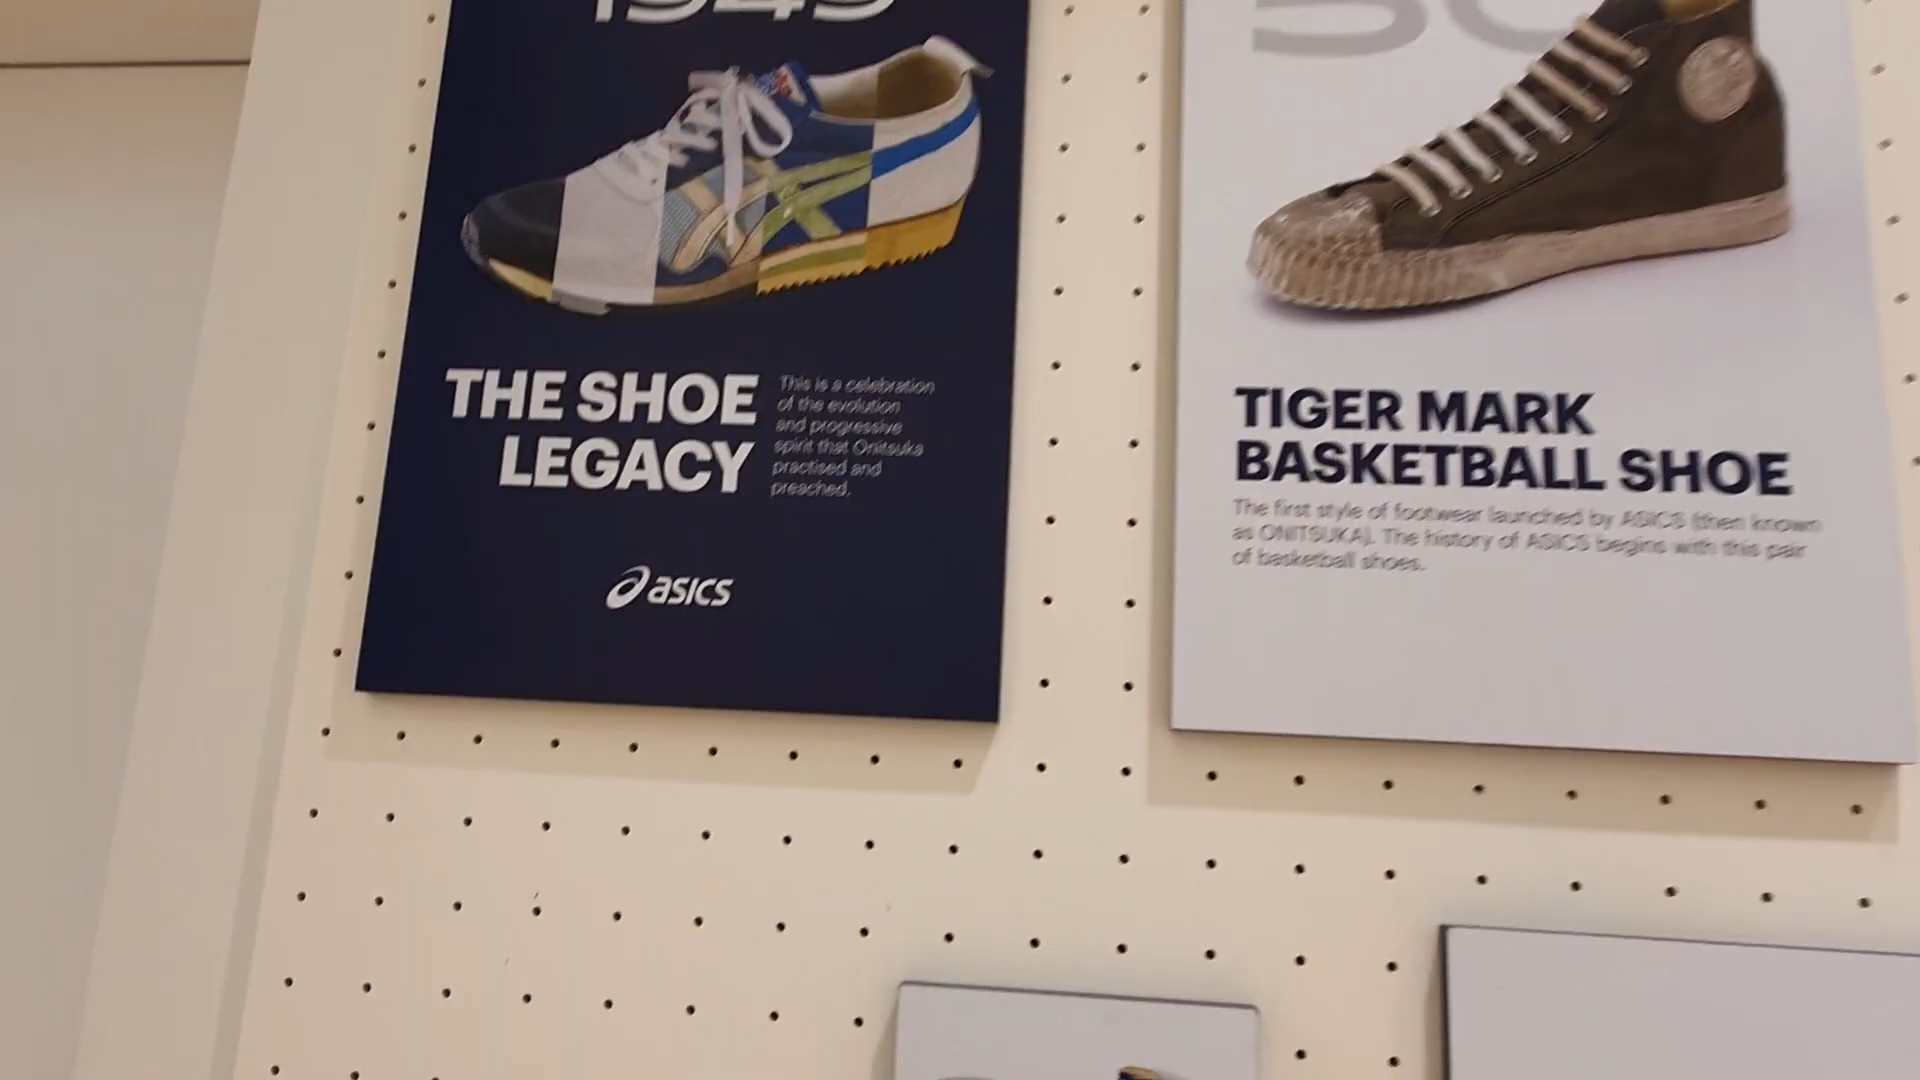 1949
THE SHOE
LEGACY
This is a celebration
of the evolution
and progressive
spirit that Onitsuka
practised and
preached.
asics
50
TIGER MARK
BASKETBALL SHOE
The first style of footwear launched by ASICS (then known
as ONITSUKA). The history of ASICS begins with this pair
of basketball shoes.